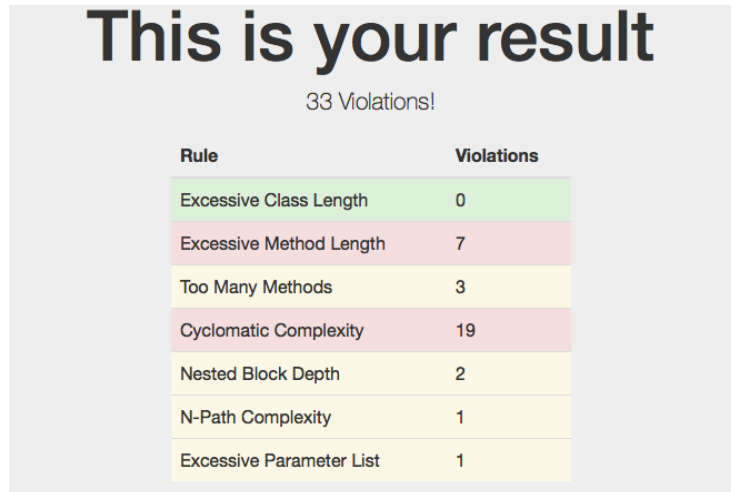 This is your result
33 Violations!
Rule Violations
Excessive Class Length 0
Excessive Method Length 7
Too Many Methods 3
Cyclomatic Complexity 19
Nested Block Depth 2
N-Path Complexity 1
Excessive Parameter List 1